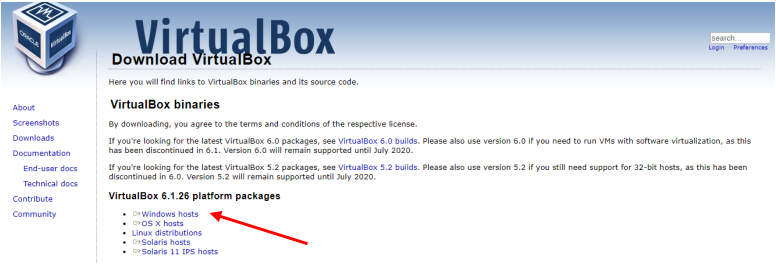 VirtualBox
search...
Login Preferences
Download VirtualBox
Here you will find links to VirtualBox binaries and its source code.
About
Screenshots
Downloads
Documentation
End-user docs
Technical docs
Contribute
Community
VirtualBox binaries
By downloading, you agree to the terms and conditions of the respective license.
If you're looking for the latest VirtualBox 6.0 packages, see VirtualBox 6.0 builds. Please also use version 6.0 if you need to run VMs with software virtualization, as this
has been discontinued in 6.1. Version 6.0 will remain supported until July 2020.
If you're looking for the latest VirtualBox 5.2 packages, see VirtualBox 5.2 builds. Please also use version 5.2 if you still need support for 32-bit hosts, as this has been
discontinued in 6.0. Version 5.2 will remain supported until July 2020.
VirtualBox 6.1.26 platform packages
Windows hosts
OS X hosts
Linux distributions
Solaris hosts
Solaris 11 IPS hosts
ORACLE
VirtualBox